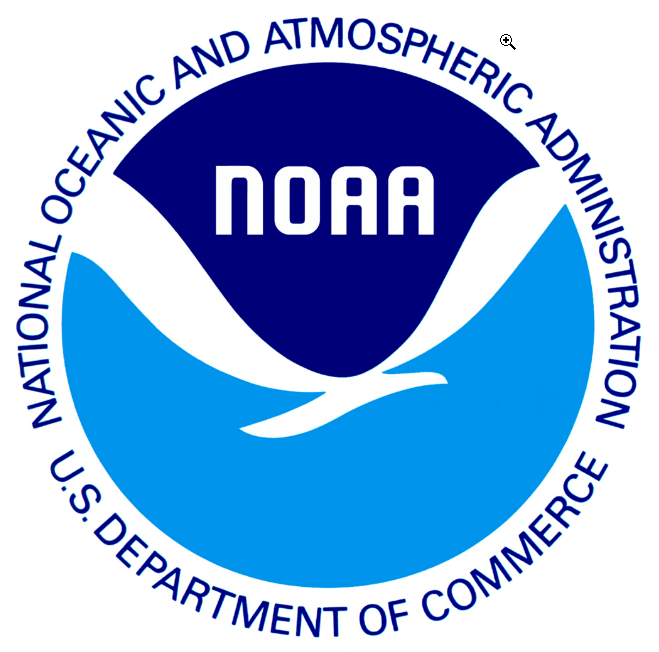 NATIONAL OCEANIC AND ATMOSPHERIC ADMINISTRATION
NOAA
U.S. DEPARTMENT OF COMMERCE